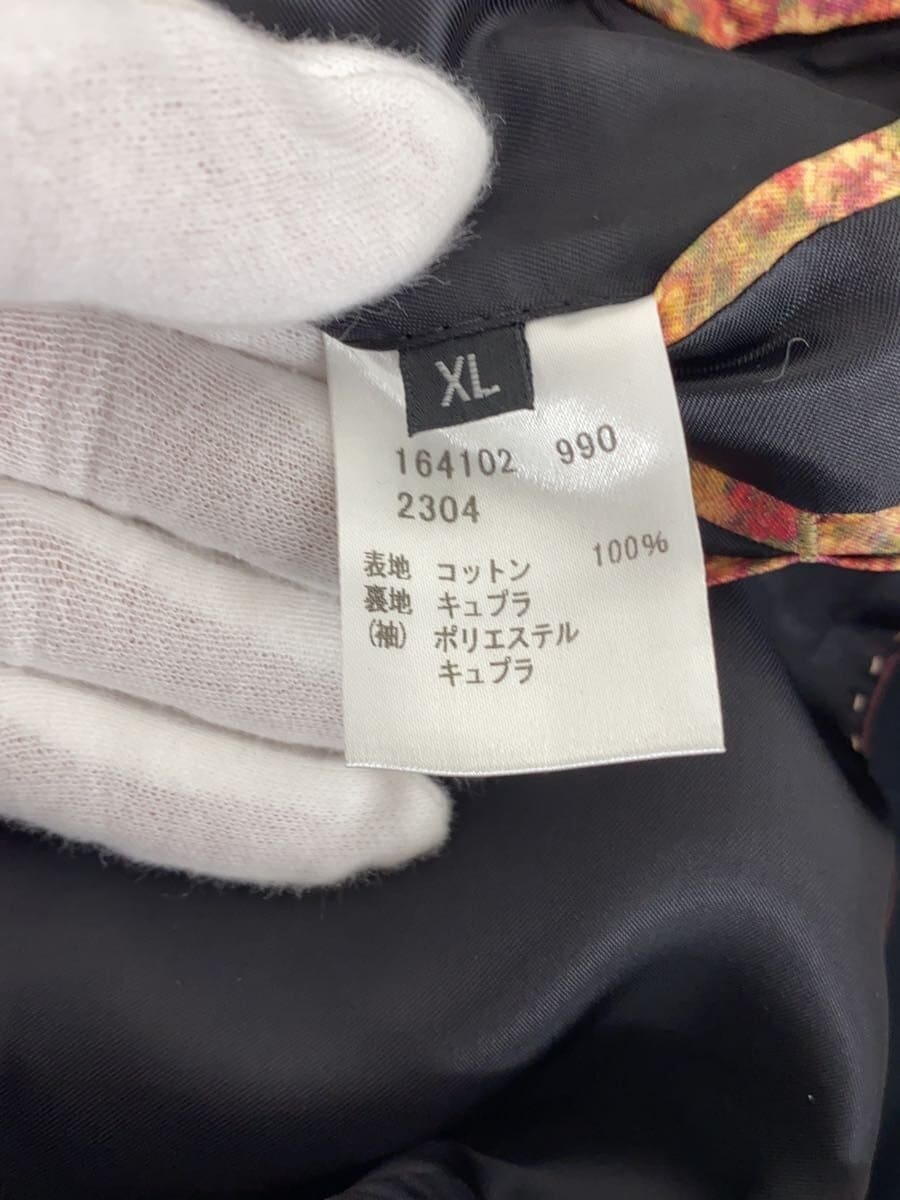 XL
164102 990
2304
表地 コットン 100%
裏地 キュプラ
(袖) ポリエステル
キュプラ